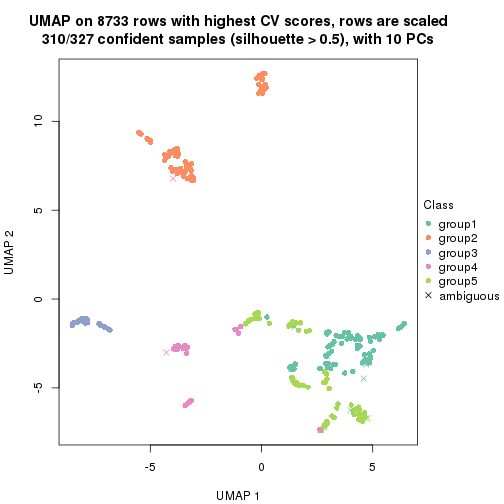 UMAP on 8733 rows with highest CV scores, rows are scaled
310/327 confident samples (silhouette > 0.5), with 10 PCs
10
5
0
-5
UMAP 2
-5
0
5
UMAP 1
Class
group1
group2
group3
group4
group5
ambiguous